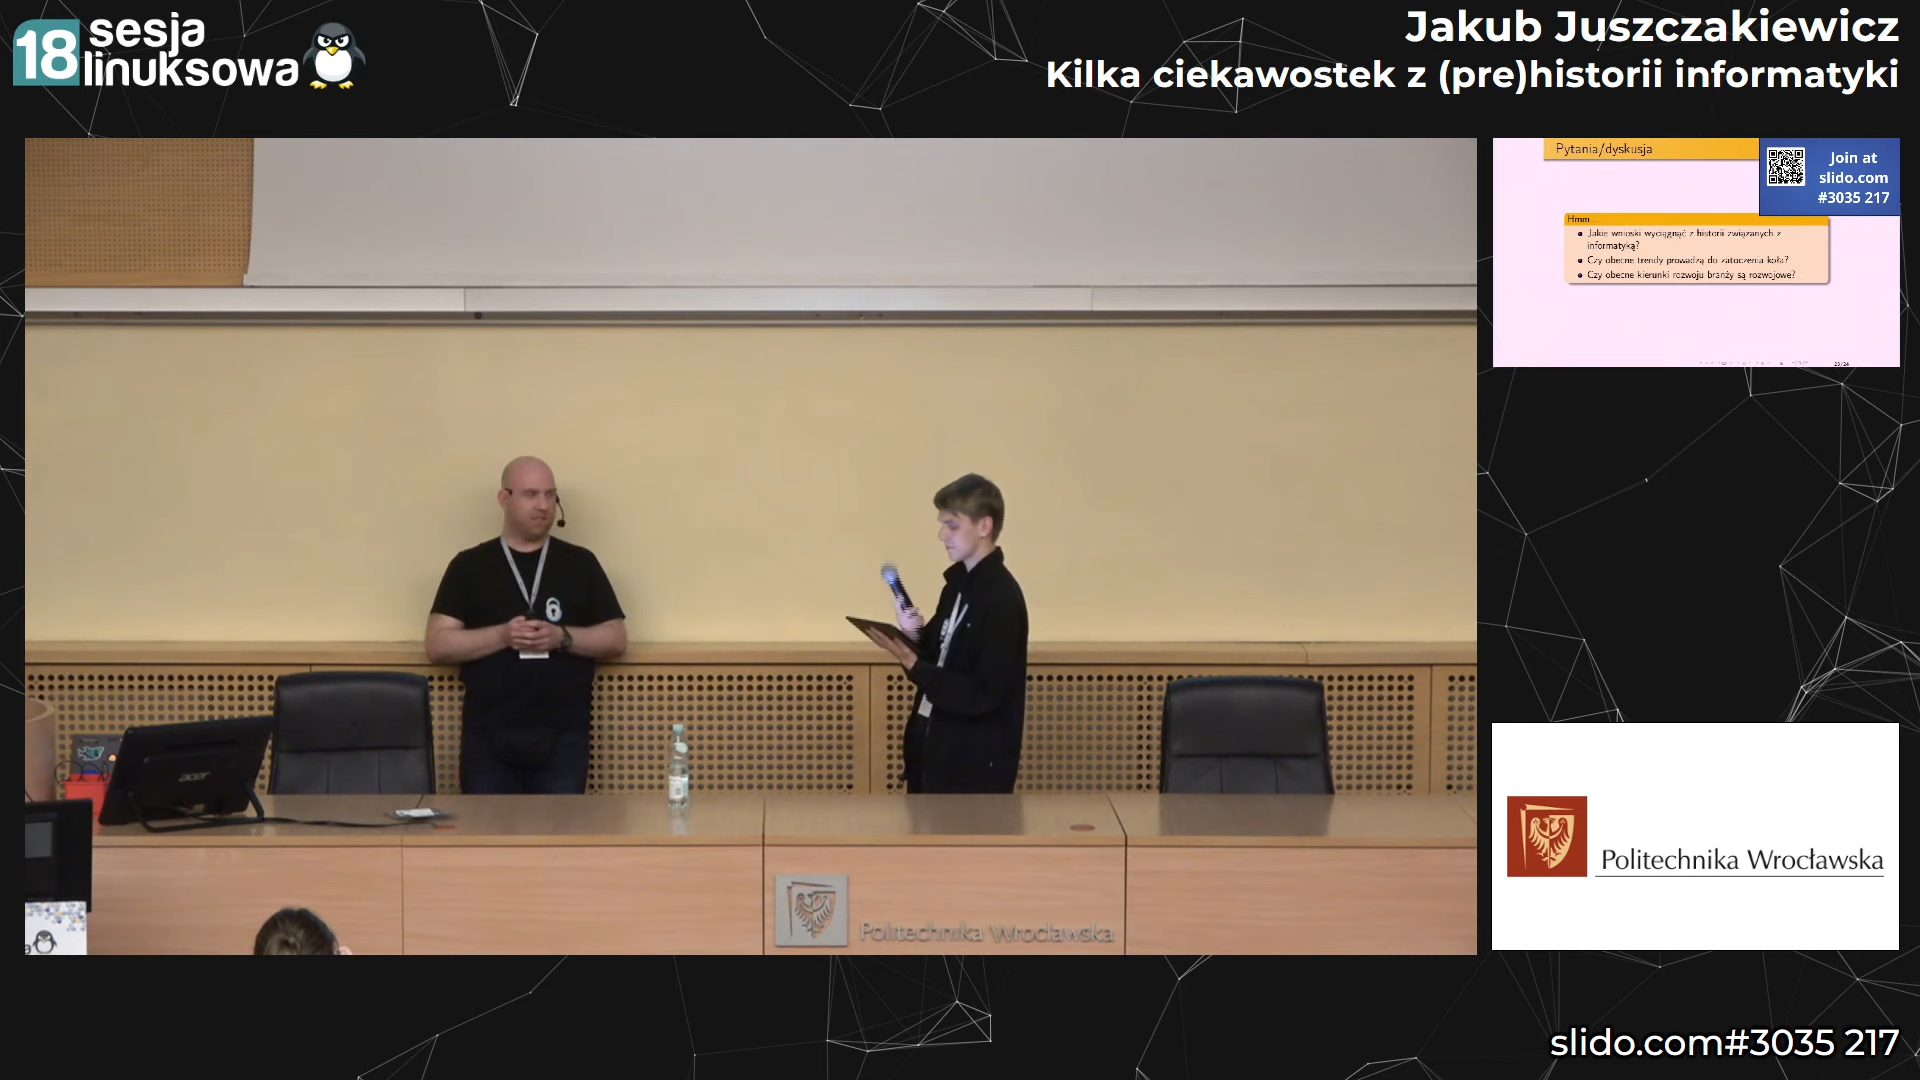 18 sesja
linuksowa
Jakub Juszczakiewicz
Kilka ciekawostek z (pre)historii informatyki
Pytania/dyskusja
Join at
slido.com
#3035 217
Hmm...
Jakie wnioski wyciągnąć z historii związanych z
informatyką?
Czy obecne trendy prowadzą do zatoczenia koła?
Czy obecne kierunki rozwoju branży są rozwojowe?
23/24
acer
Politechnika Wrocławska
Politechnika Wrocławska
slido.com#3035 217